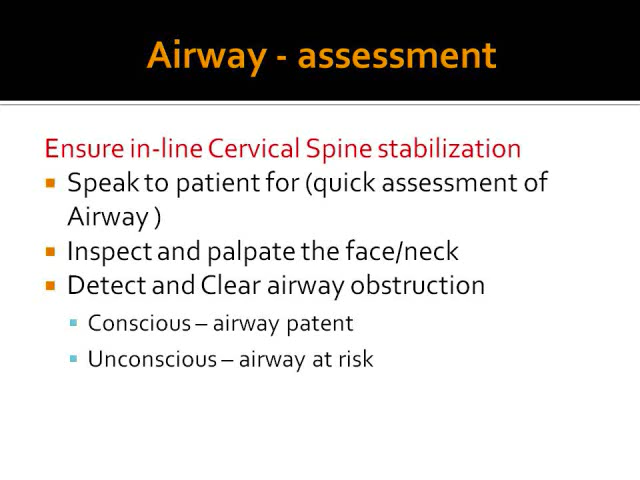 Airway - assessment
Ensure in-line Cervical Spine stabilization
Speak to patient for (quick assessment of
Airway )
Inspect and palpate the face/neck
Detect and Clear airway obstruction
Conscious – airway patent
Unconscious – airway at risk